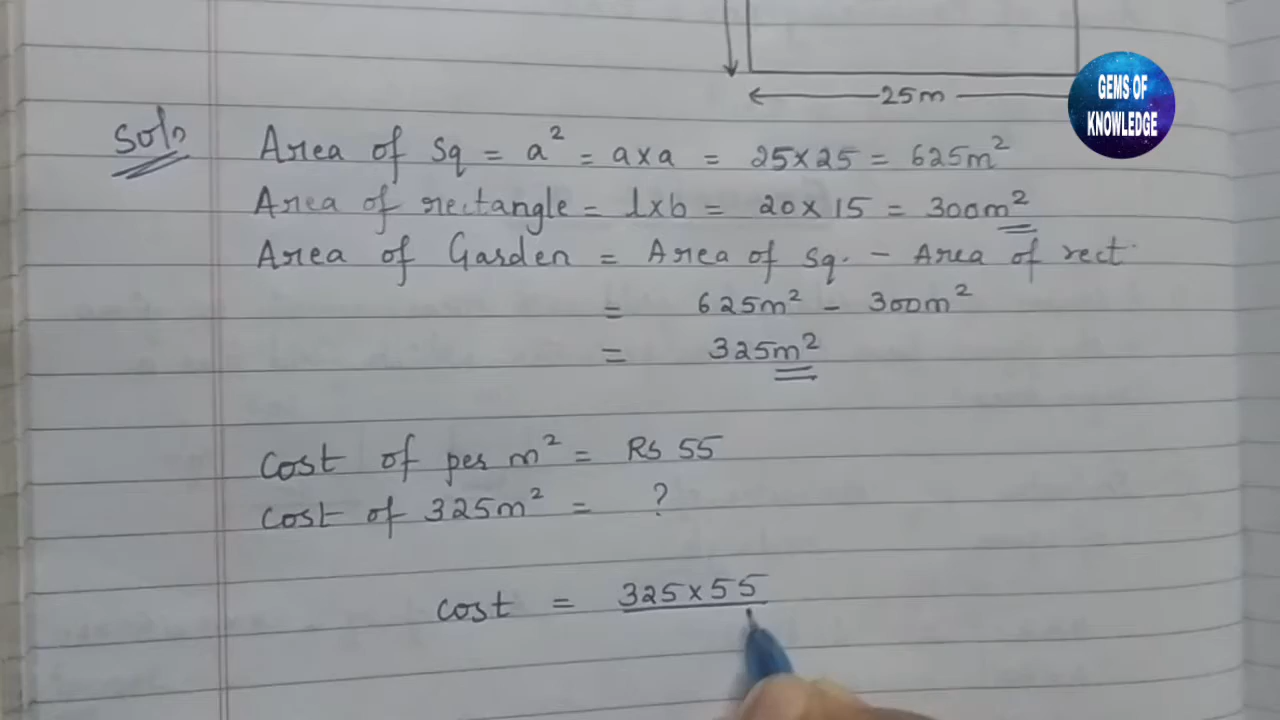 25m
GEMS OF
KNOWLEDGE
Soln
Area of sq = a² = a×a = 25×25 = 625m²
Area of rectangle = l×b = 20×15 = 300m²
Area of Garden = Area of sq. - Area of rect.
= 625m² - 300m²
= 325m²
cost of per m² = Rs 55
cost of 325m² = ?
cost = 325×55